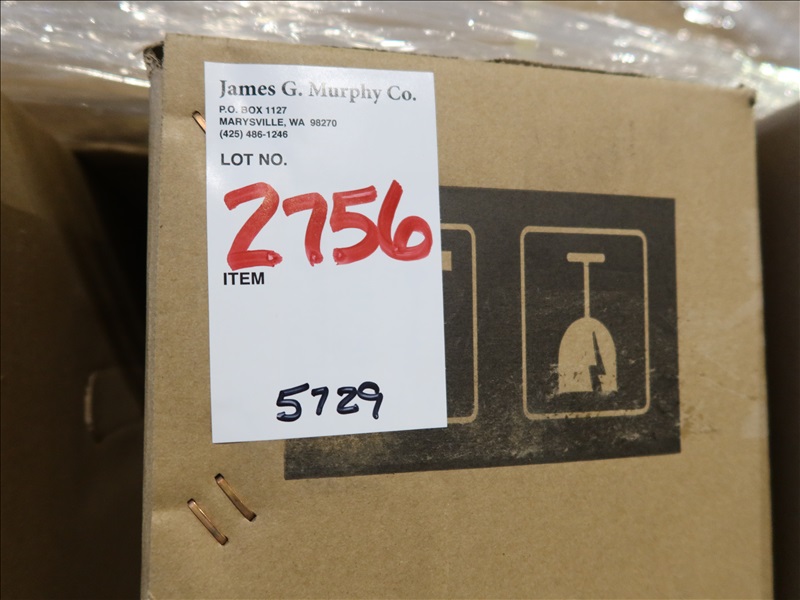 James G. Murphy Co.
P.O. BOX 1127
MARYSVILLE, WA 98270
(425) 486-1246
LOT NO.
2756
ITEM
5729